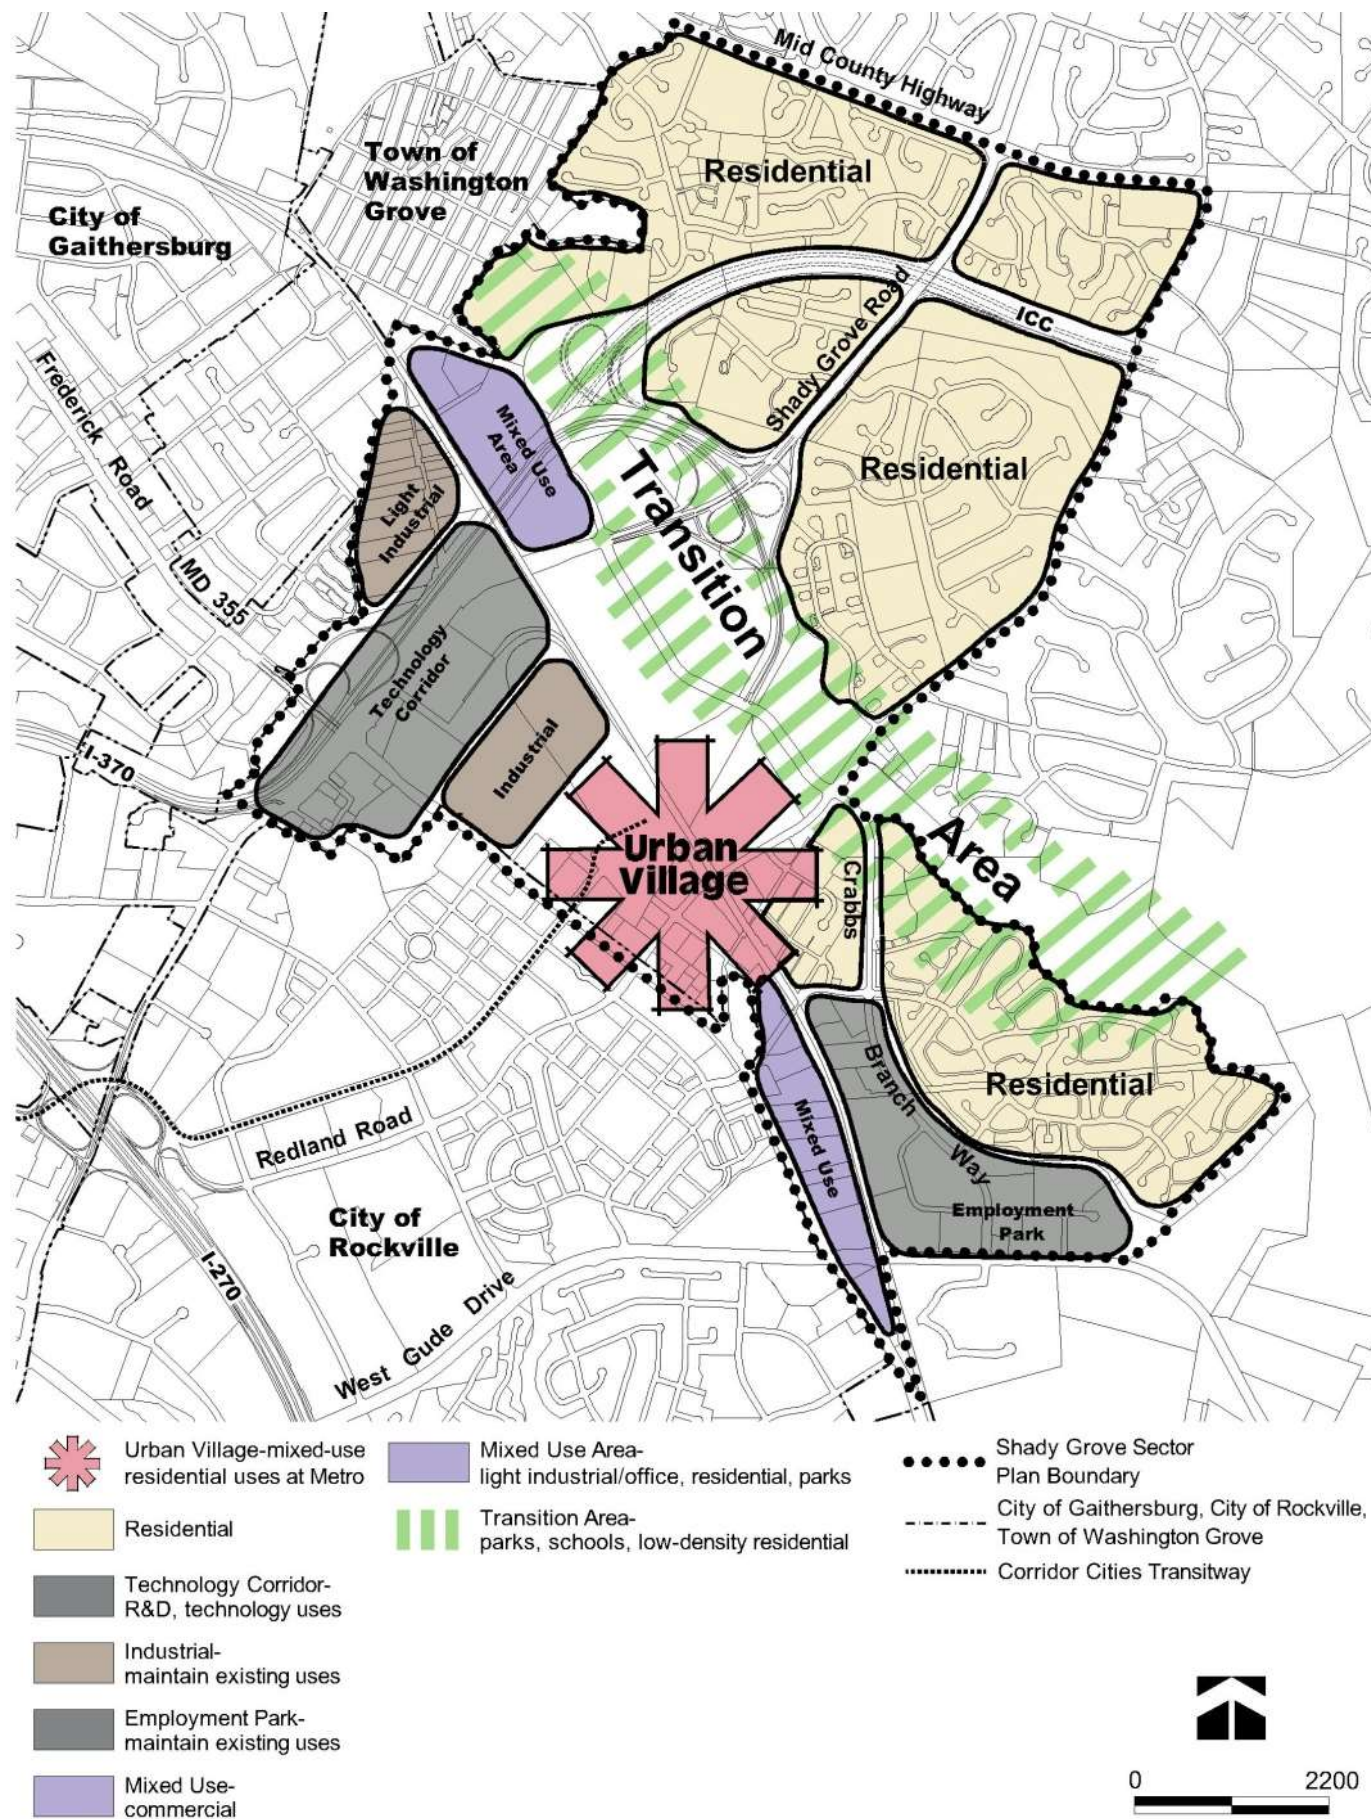 Mid County Highway
Town of
Washington
Grove
Residential
City of
Gaithersburg
ICC
Shady Grove Road
Frederick Road
Mixed Use
Area
Residential
Light
Industrial
Transition
MD 355
Technology
Corridor
Industrial
I-370
Urban
Village
Area
Crabbs
Branch
Way
Residential
Mixed Use
Redland Road
Employment
Park
City of
Rockville
I-270
West Gude Drive
Urban Village-mixed-use
residential uses at Metro
Residential
Technology Corridor-
R&D, technology uses
Industrial-
maintain existing uses
Employment Park-
maintain existing uses
Mixed Use-
commercial
Mixed Use Area-
light industrial/office, residential, parks
Transition Area-
parks, schools, low-density residential
Shady Grove Sector
Plan Boundary
City of Gaithersburg, City of Rockville,
Town of Washington Grove
Corridor Cities Transitway
0 2200